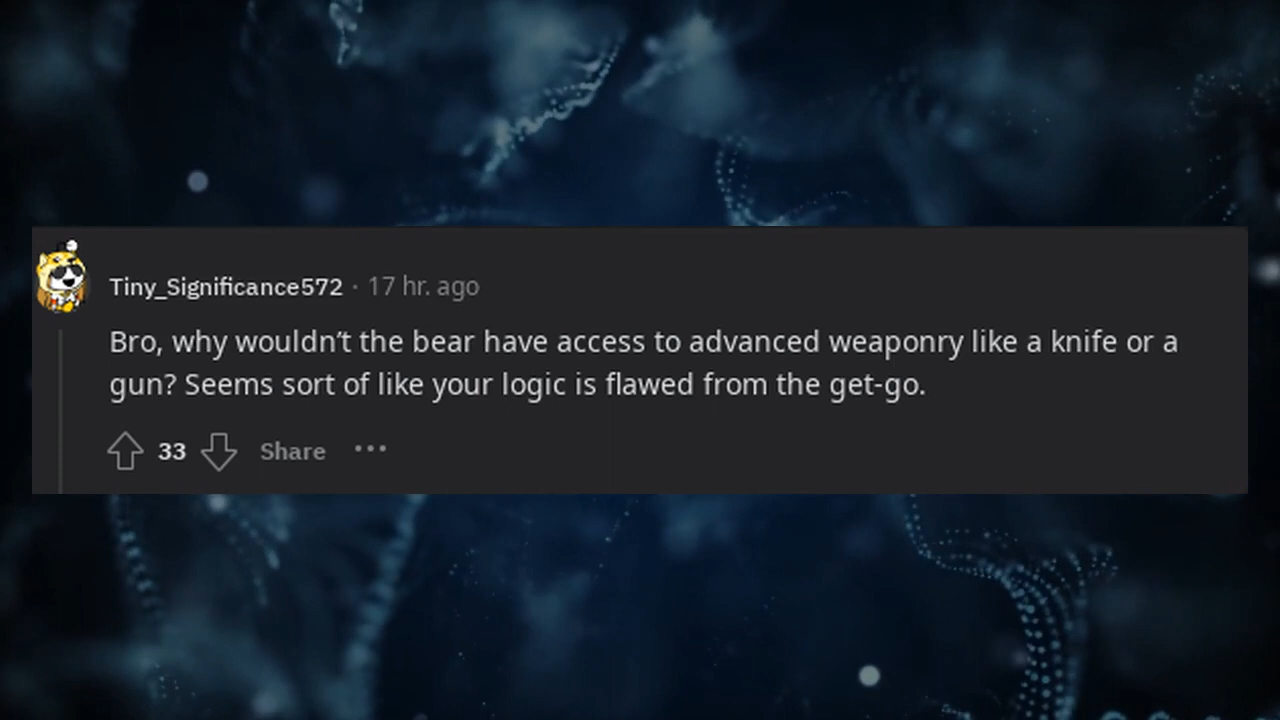 Tiny_Significance572 · 17 hr. ago
Bro, why wouldn’t the bear have access to advanced weaponry like a knife or a
gun? Seems sort of like your logic is flawed from the get-go.
33 Share •••